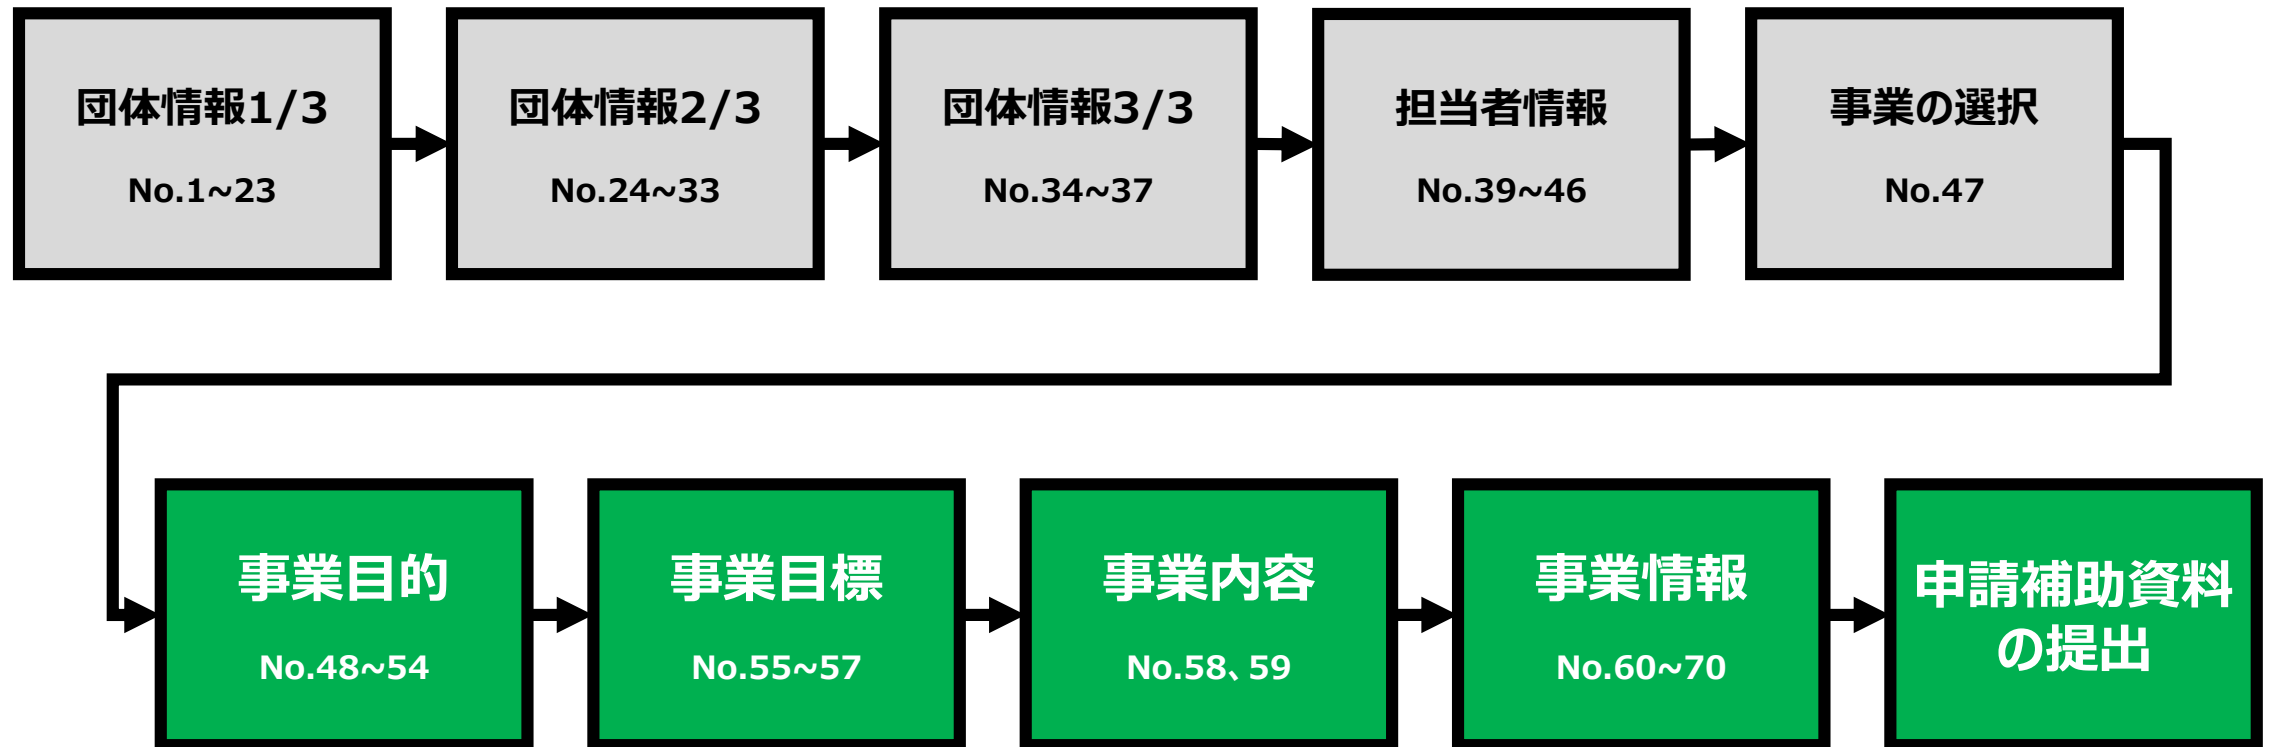 団体情報1/3
No.1~23
団体情報2/3
No.24~33
団体情報3/3
No.34~37
担当者情報
No.39~46
事業の選択
No.47
事業目的
No.48~54
事業目標
No.55~57
事業内容
No.58、59
事業情報
No.60~70
申請補助資料
の提出